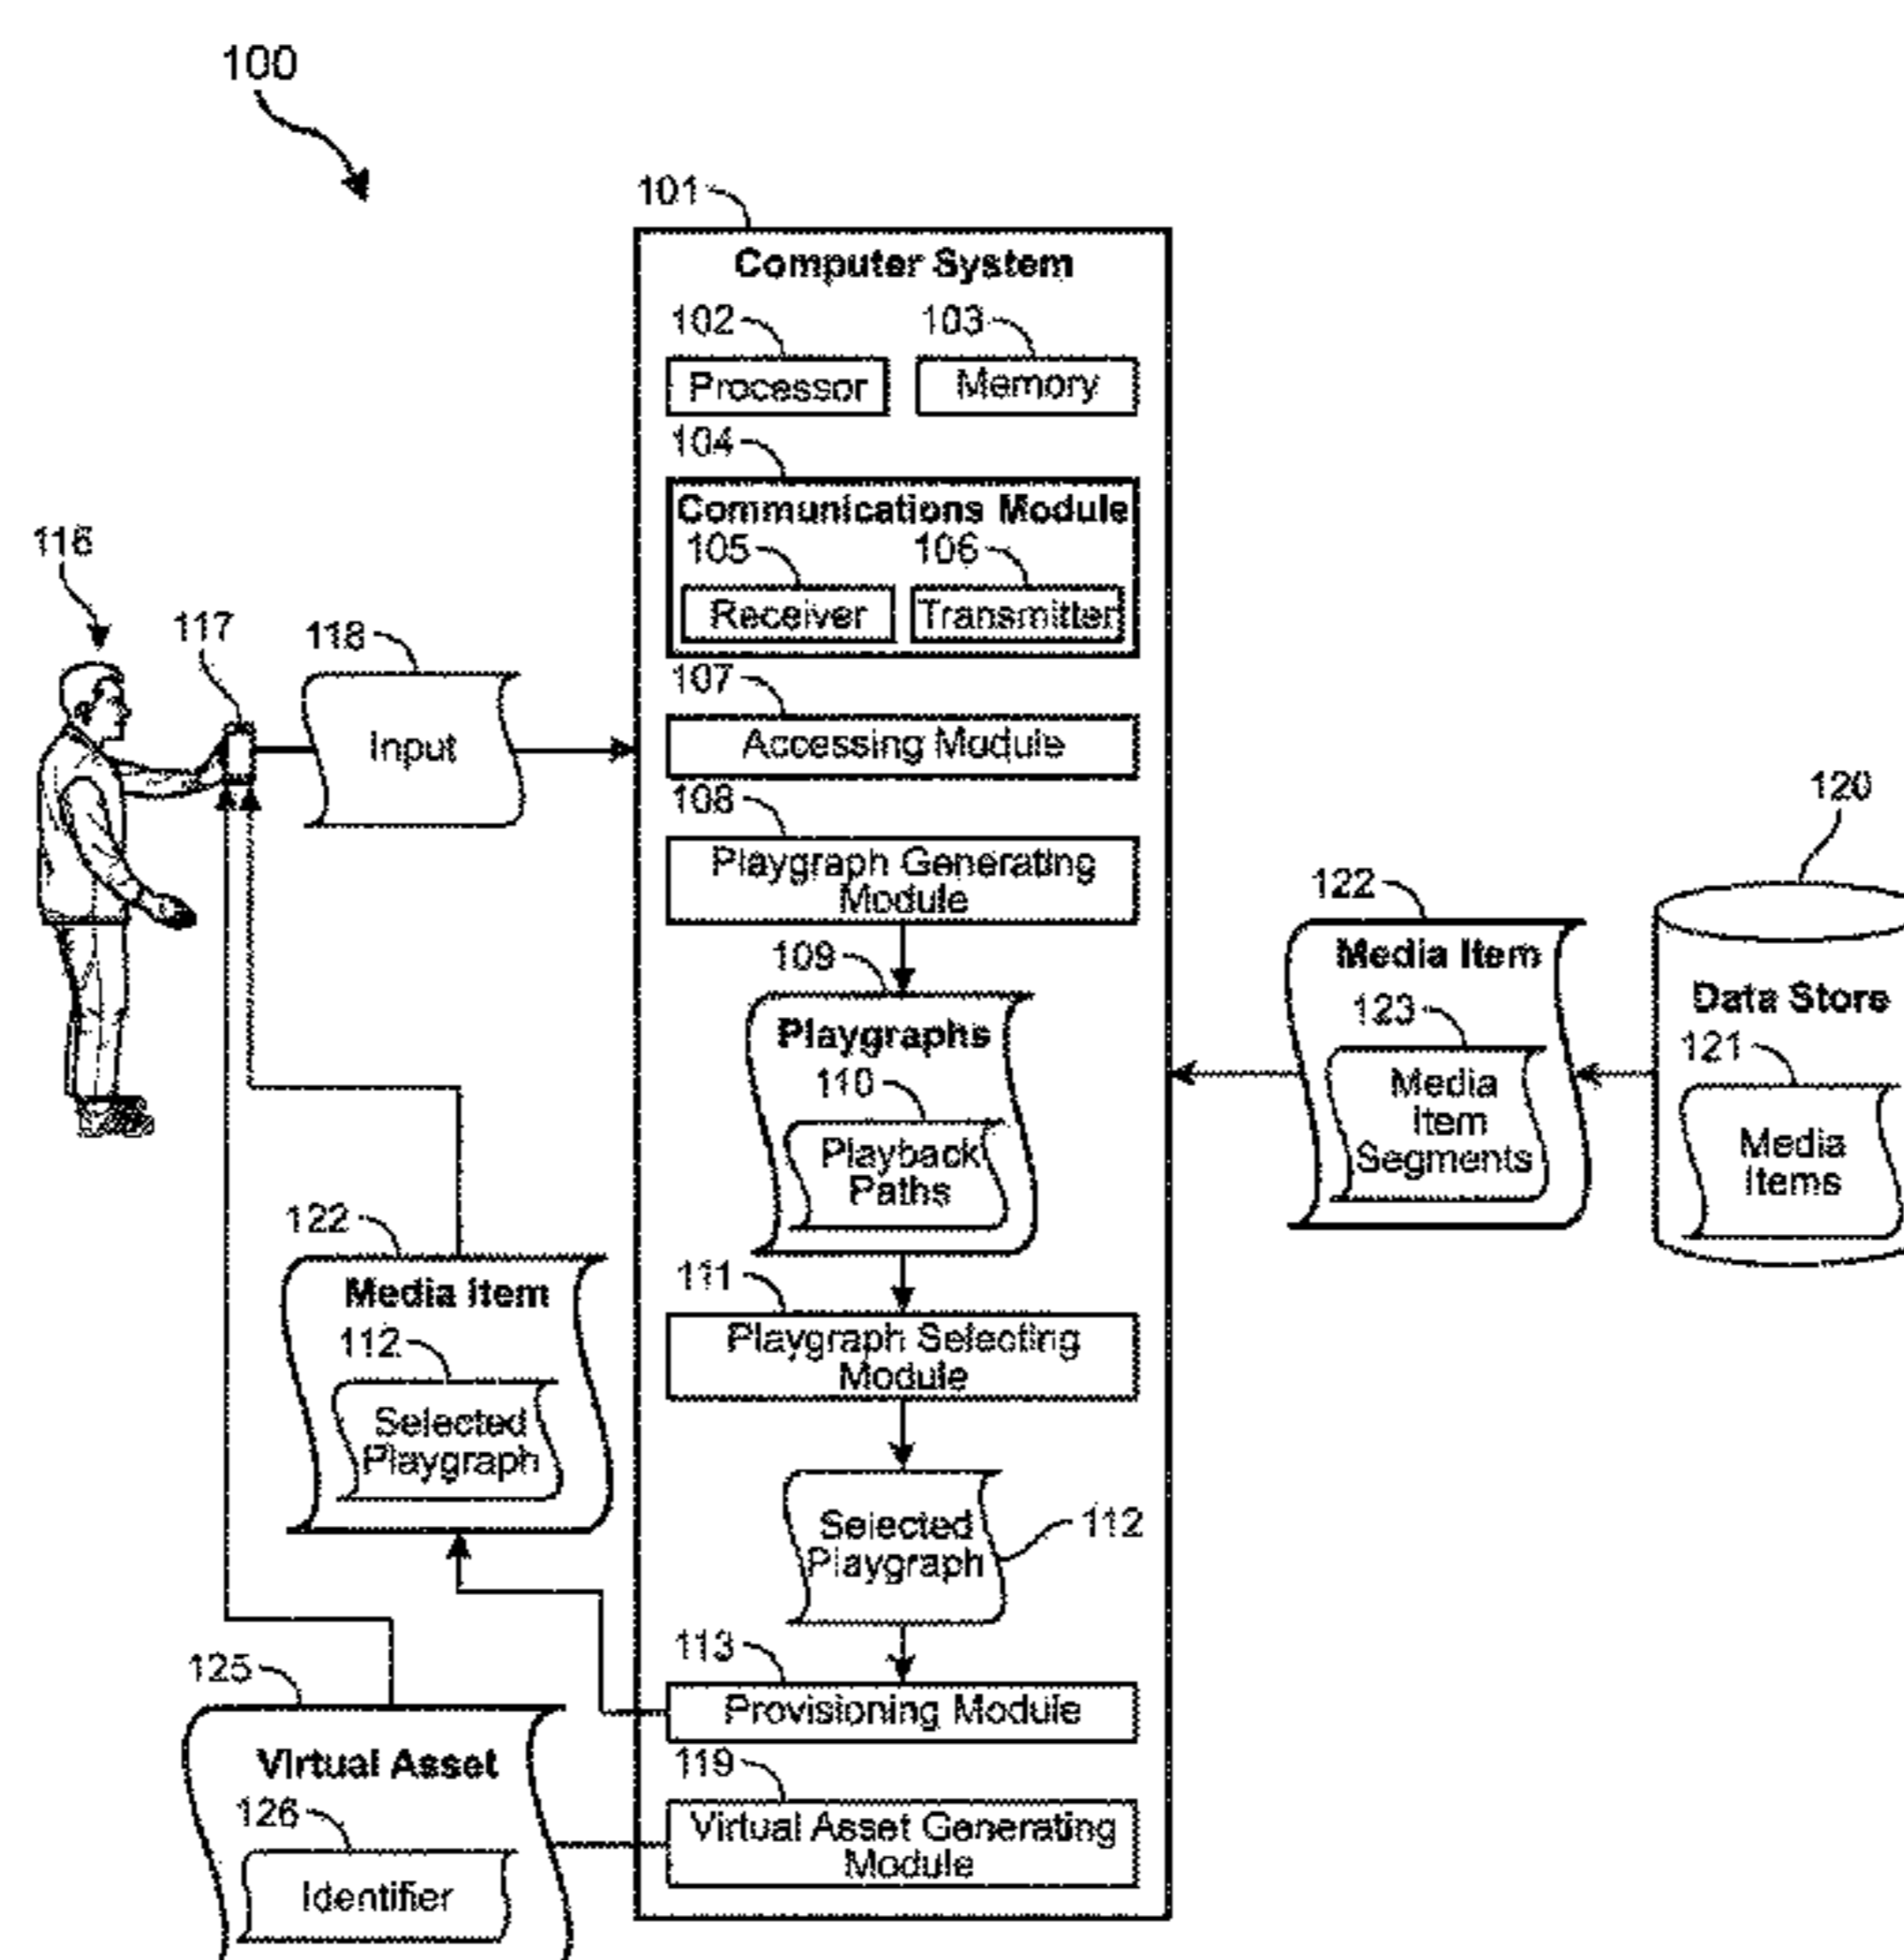 100
101
Computer System
102
103
Processor
Memory
104
Communications Module
105
106
Receiver
Transmitter
116
117
118
Input
107
Accessing Module
108
Playgraph Generating
Module
109
Playgraphs
110
Playback
Paths
120
122
Media Item
123
Media
Item
Segments
Data Store
121
Media
Items
122
Media Item
112
Selected
Playgraph
111
Playgraph Selecting
Module
Selected
Playgraph
112
113
Provisioning Module
125
Virtual Asset
126
Identifier
119
Virtual Asset Generating
Module